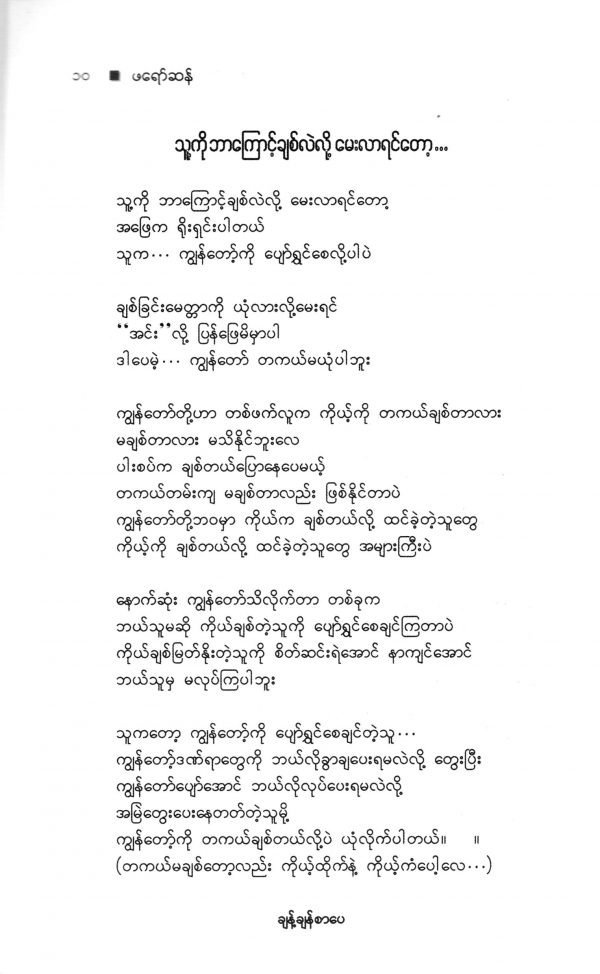 ၁၀ ■ ဖရော်ဆန်
သူ့ကိုဘာကြောင့်ချစ်လဲလို့ မေးလာရင်တော့...
သူ့ကို ဘာကြောင့်ချစ်လဲလို့ မေးလာရင်တော့
အဖြေက ရိုးရှင်းပါတယ်
သူက... ကျွန်တော့်ကို ပျော်ရွှင်စေလို့ပါပဲ
ချစ်ခြင်းမေတ္တာကို ယုံလားလို့မေးရင်
“အင်း”လို့ ပြန်ဖြေမိမှာပါ
ဒါပေမဲ့... ကျွန်တော် တကယ်မယုံပါဘူး
ကျွန်တော်တို့ဟာ တစ်ဖက်လူက ကိုယ့်ကို တကယ်ချစ်တာလား
မချစ်တာလား မသိနိုင်ဘူးလေ
ပါးစပ်က ချစ်တယ်ပြောနေပေမယ့်
တကယ်တမ်းကျ မချစ်တာလည်း ဖြစ်နိုင်တာပဲ
ကျွန်တော်တို့ဘဝမှာ ကိုယ်က ချစ်တယ်လို့ ထင်ခဲ့တဲ့သူတွေ
ကိုယ့်ကို ချစ်တယ်လို့ ထင်ခဲ့တဲ့သူတွေ အများကြီးပဲ
နောက်ဆုံး ကျွန်တော်သိလိုက်တာ တစ်ခုက
ဘယ်သူမဆို ကိုယ်ချစ်တဲ့သူကို ပျော်ရွှင်စေချင်ကြတာပဲ
ကိုယ်ချစ်မြတ်နိုးတဲ့သူကို စိတ်ဆင်းရဲအောင် နာကျင်အောင်
ဘယ်သူမှ မလုပ်ကြပါဘူး
သူကတော့ ကျွန်တော့်ကို ပျော်ရွှင်စေချင်တဲ့သူ...
ကျွန်တော့်ဒဏ်ရာတွေကို ဘယ်လိုခွာချပေးရမလဲလို့ တွေးပြီး
ကျွန်တော်ပျော်အောင် ဘယ်လိုလုပ်ပေးရမလဲလို့
အမြဲတွေးပေးနေတတ်တဲ့သူမို့
ကျွန်တော့်ကို တကယ်ချစ်တယ်လို့ပဲ ယုံလိုက်ပါတယ်။ ။
(တကယ်မချစ်တော့လည်း ကိုယ့်ထိုက်နဲ့ ကိုယ့်ကံပေါ့လေ...)
ချန့်ချန်စာပေ